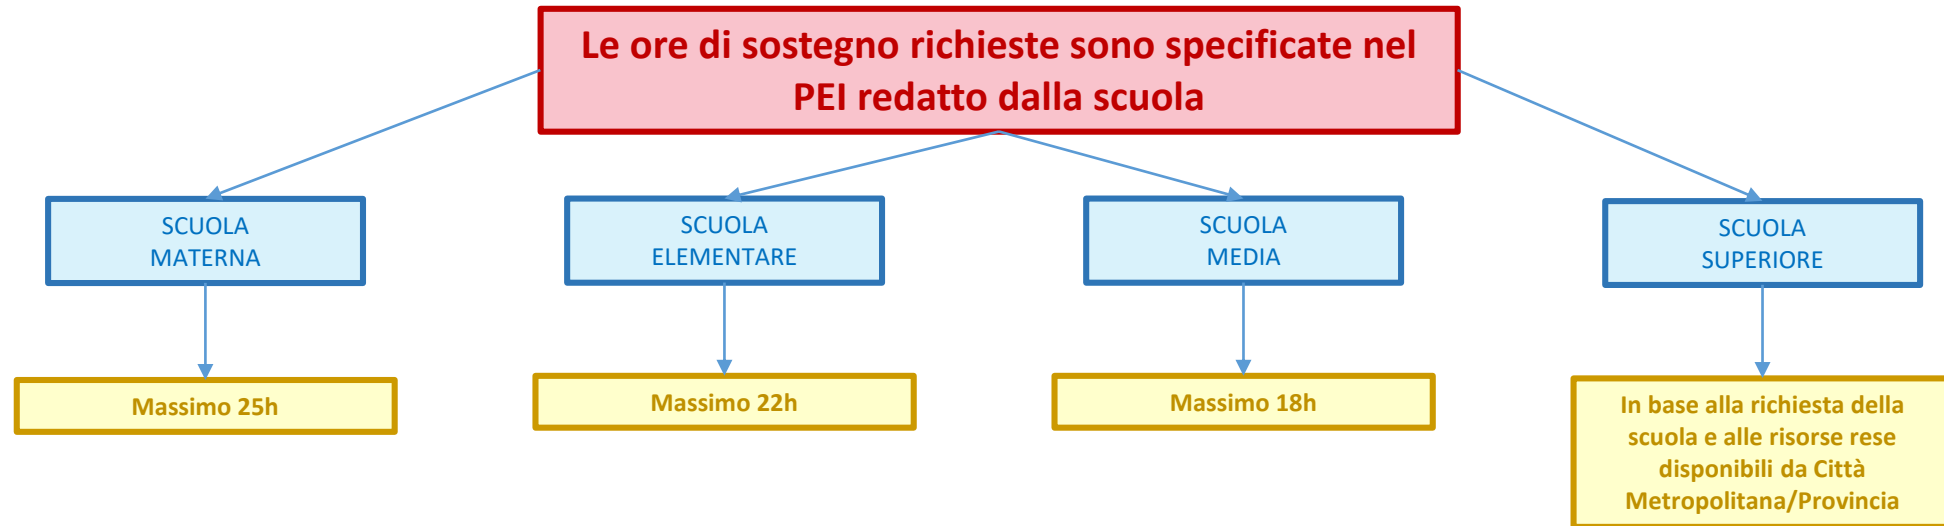 Le ore di sostegno richieste sono specificate nel
PEI redatto dalla scuola
SCUOLA
MATERNA
SCUOLA
ELEMENTARE
SCUOLA
MEDIA
SCUOLA
SUPERIORE
Massimo 25h
Massimo 22h
Massimo 18h
In base alla richiesta della
scuola e alle risorse rese
disponibili da Città
Metropolitana/Provincia